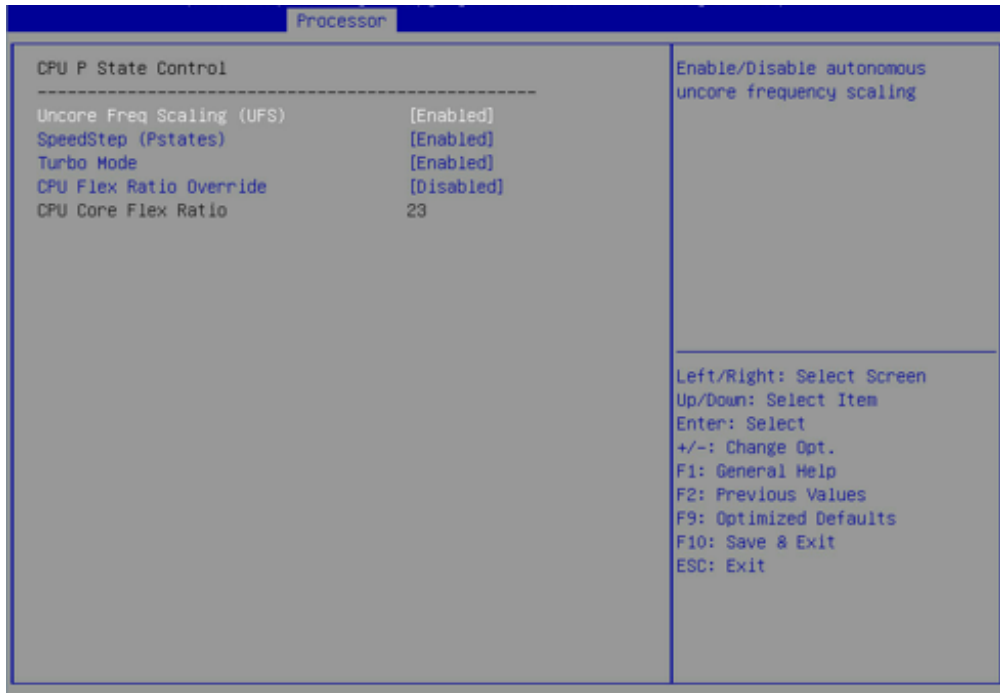 Processor
CPU P State Control
--------------------------------------------------
Uncore Freq Scaling (UFS) [Enabled]
SpeedStep (Pstates) [Enabled]
Turbo Mode [Enabled]
CPU Flex Ratio Override [Disabled]
CPU Core Flex Ratio 23
Enable/Disable autonomous
uncore frequency scaling
Left/Right: Select Screen
Up/Down: Select Item
Enter: Select
+/-: Change Opt.
F1: General Help
F2: Previous Values
F9: Optimized Defaults
F10: Save & Exit
ESC: Exit